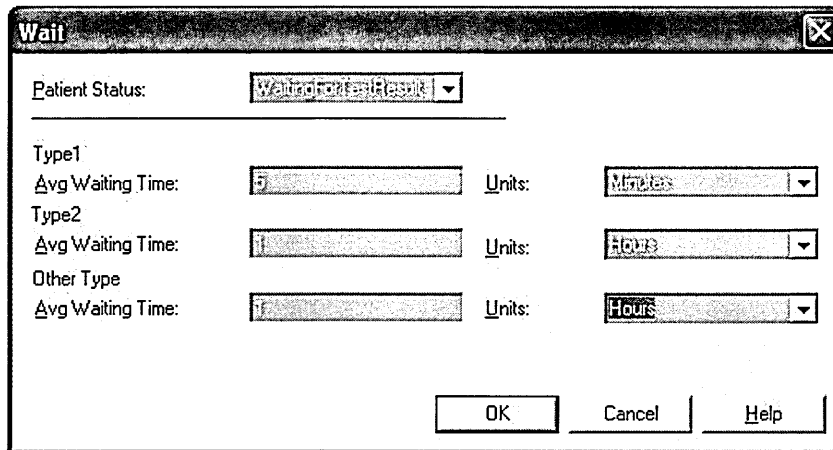 Wait
Patient Status: WaitingForTestResult
Type1
Avg Waiting Time: 5 Units: Minutes
Type2
Avg Waiting Time: 1 Units: Hours
Other Type
Avg Waiting Time: 1 Units: Hours
OK Cancel Help